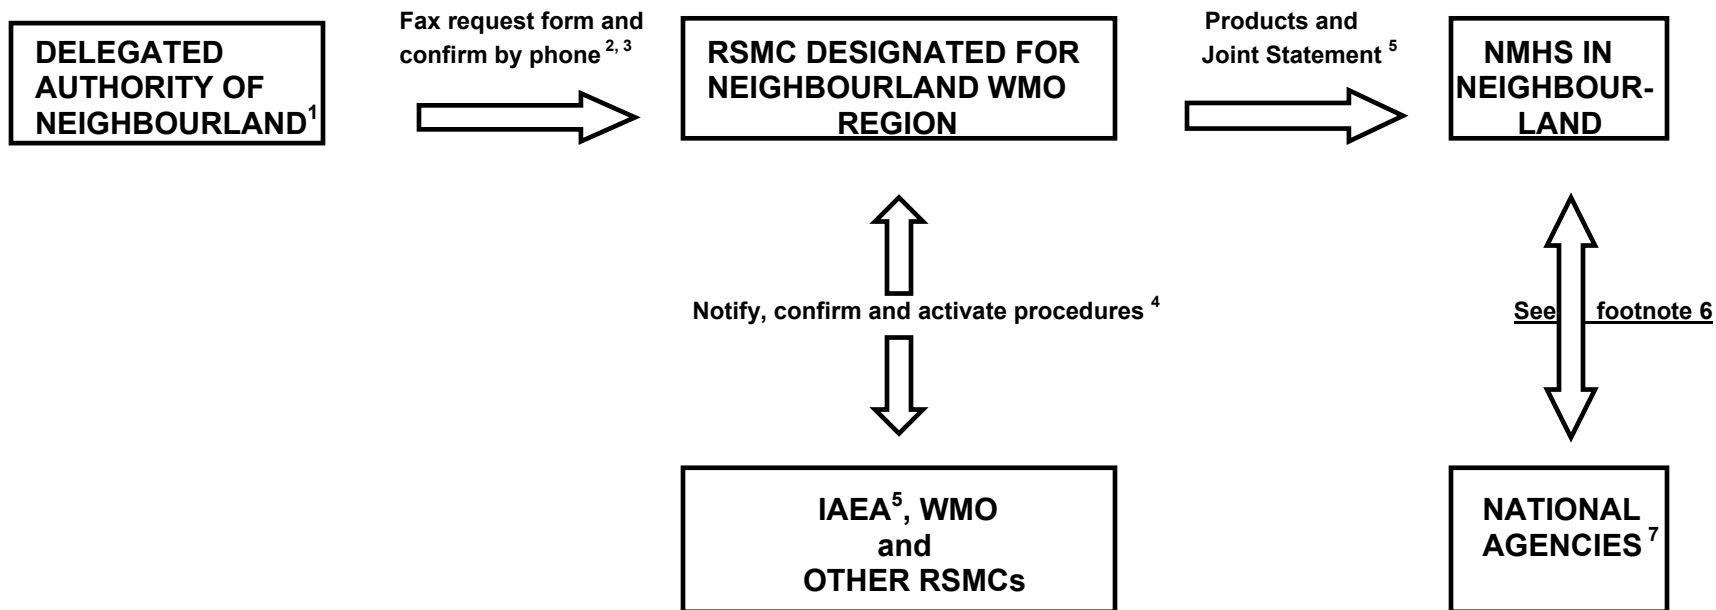 DELEGATED
AUTHORITY OF
NEIGHBOURLAND1
Fax request form and
confirm by phone 2, 3
RSMC DESIGNATED FOR
NEIGHBOURLAND WMO
REGION
Products and
Joint Statement 5
NMHS IN
NEIGHBOUR-
LAND
Notify, confirm and activate procedures 4
See footnote 6
IAEA5, WMO
and
OTHER RSMCs
NATIONAL
AGENCIES 7